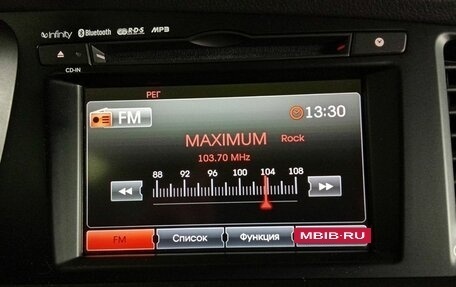 infinity Bluetooth R·D·S MP3
CD-IN
РЕГ
FM 13:30
MAXIMUM Rock
103.70 MHz
88 92 96 100 104 108
FM Список Функция MBIB-RU